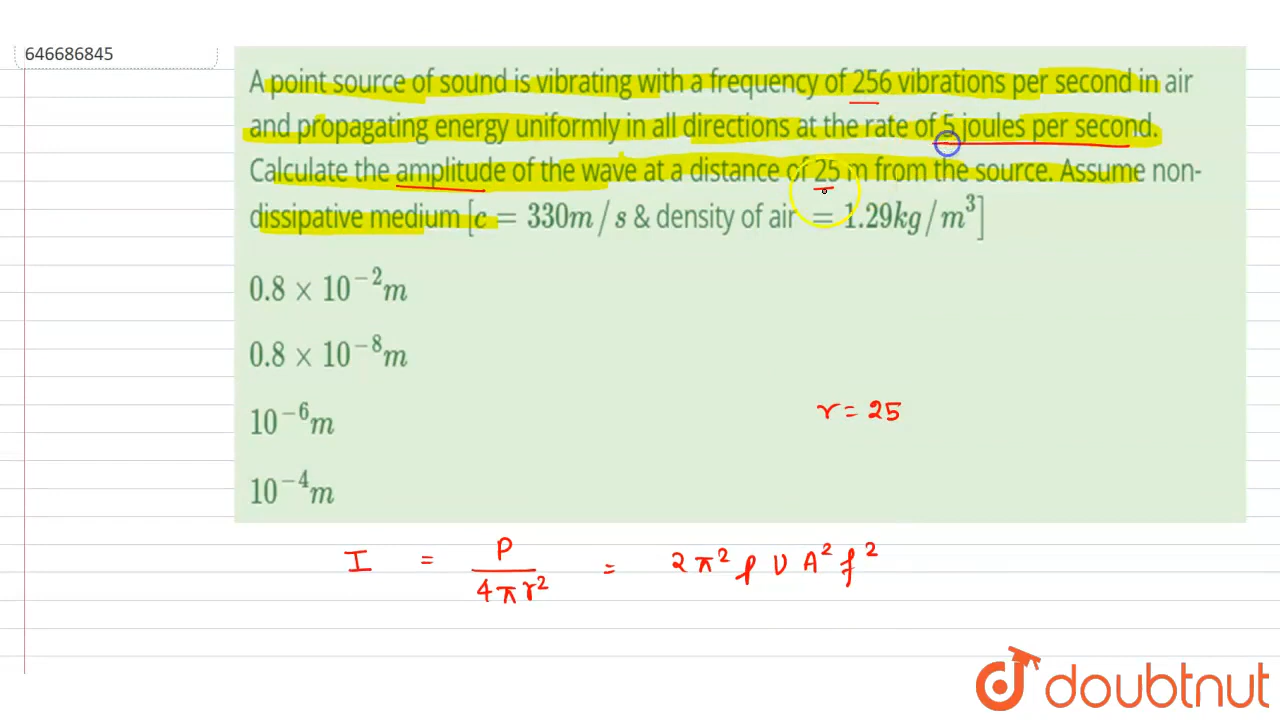 646686845
A point source of sound is vibrating with a frequency of 256 vibrations per second in air
and propagating energy uniformly in all directions at the rate of 5 joules per second.
Calculate the amplitude of the wave at a distance of 25 m from the source. Assume non-
dissipative medium [c = 330m/s & density of air = 1.29kg/m³]
0.8 × 10⁻²m
0.8 × 10⁻⁸m
10⁻⁶m
10⁻⁴m
r = 25
I = P / 4πr² = 2π² ρ v A² f²
doubtnut